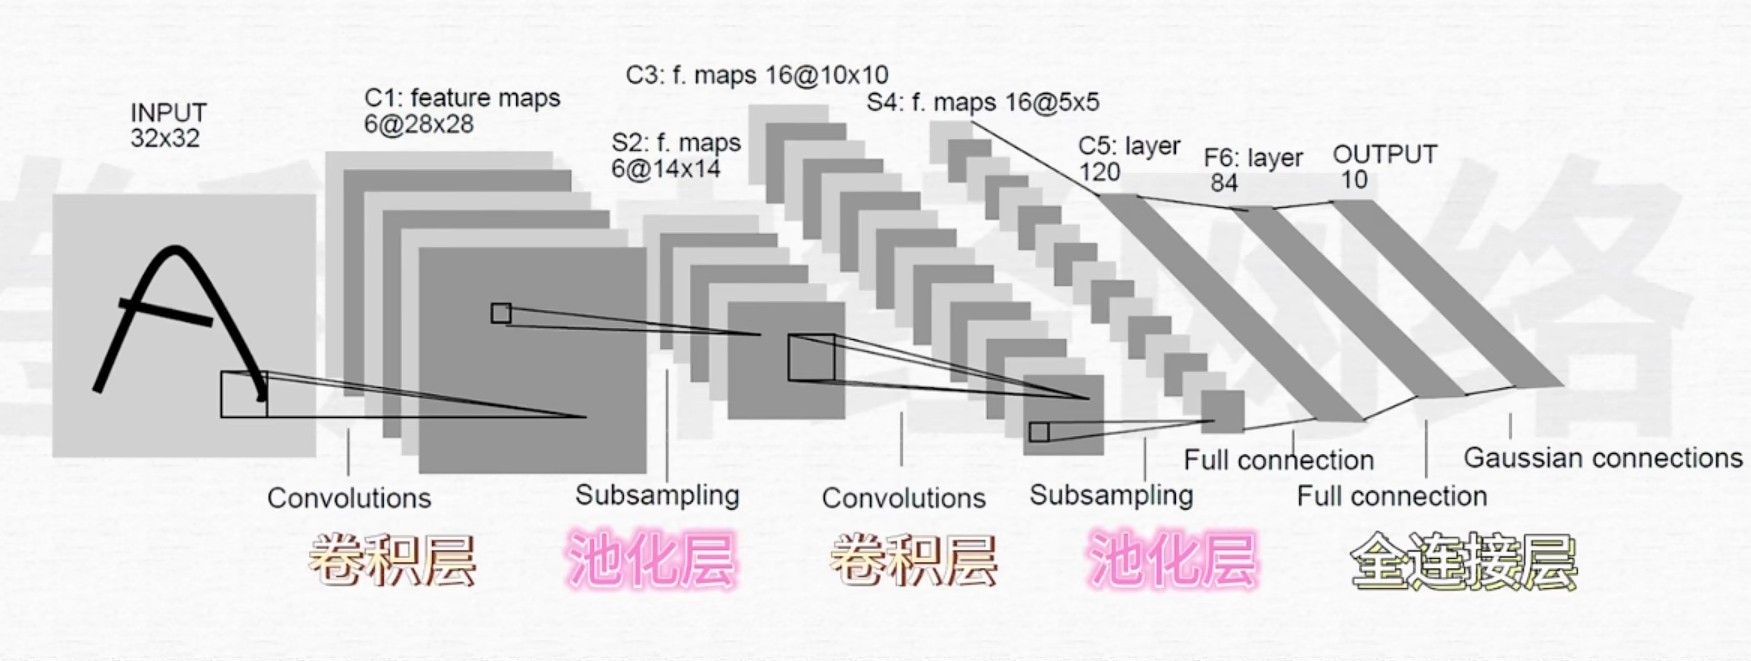 INPUT
32x32
C1: feature maps
6@28x28
S2: f. maps
6@14x14
C3: f. maps 16@10x10
S4: f. maps 16@5x5
C5: layer
120
F6: layer
84
OUTPUT
10
Convolutions
Subsampling
Convolutions
Subsampling
Full connection
Full connection
Gaussian connections
卷积层
池化层
卷积层
池化层
全连接层